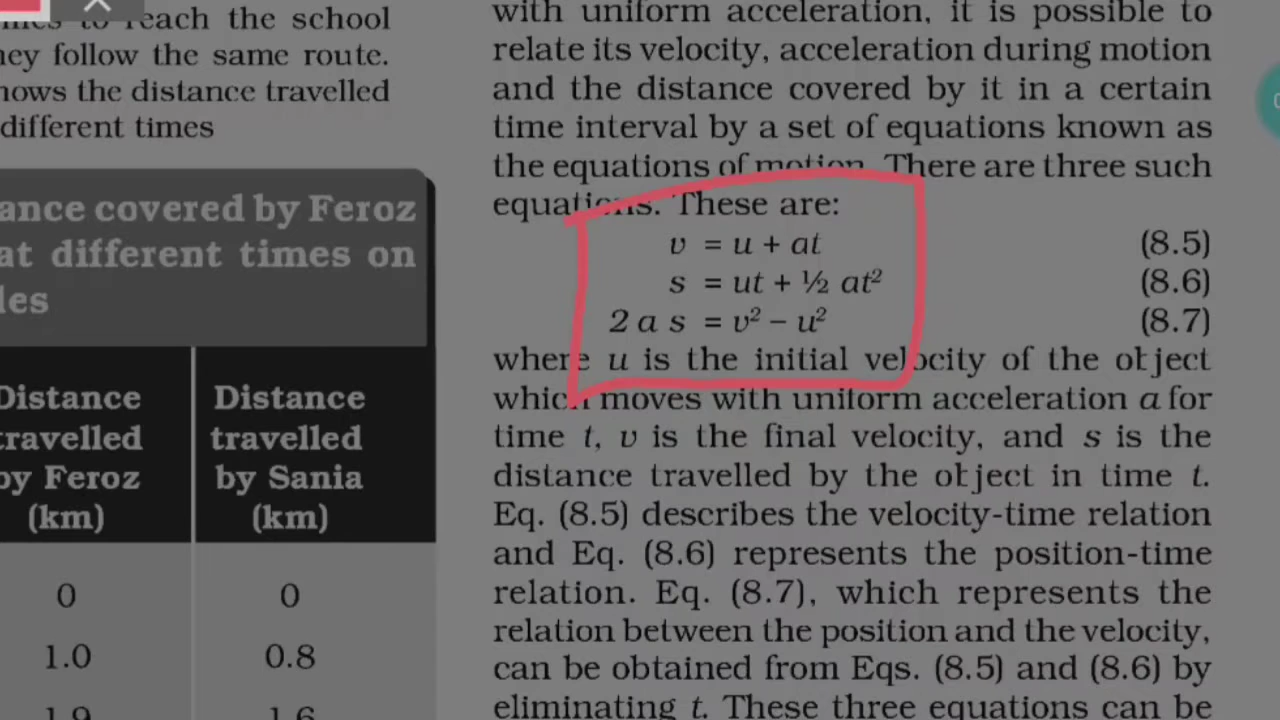 to reach the school
they follow the same route.
shows the distance travelled
different times
ance covered by Feroz
at different times on
les
Distance
travelled
by Feroz
(km)
Distance
travelled
by Sania
(km)
0 0
1.0 0.8
1.9 1.6
with uniform acceleration, it is possible to
relate its velocity, acceleration during motion
and the distance covered by it in a certain
time interval by a set of equations known as
the equations of motion. There are three such
equations. These are:
v = u + at (8.5)
s = ut + ½ at² (8.6)
2 a s = v² – u² (8.7)
where u is the initial velocity of the object
which moves with uniform acceleration a for
time t, v is the final velocity, and s is the
distance travelled by the object in time t.
Eq. (8.5) describes the velocity-time relation
and Eq. (8.6) represents the position-time
relation. Eq. (8.7), which represents the
relation between the position and the velocity,
can be obtained from Eqs. (8.5) and (8.6) by
eliminating t. These three equations can be